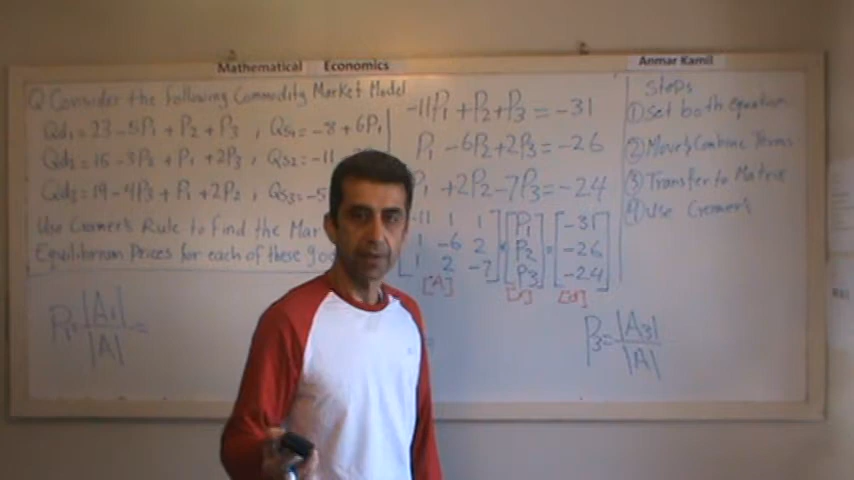 Mathematical Economics
Anmar Kamil
Q Consider the following Commodity Market Model
Qd1 = 23 - 5P1 + P2 + P3 , QS1 = -8 + 6P1
Qd2 = 15 - 3P2 + P1 + 2P3 , QS2 = -11
Qd3 = 19 - 4P3 + P1 + 2P2 , QS3 = -5
Use Cramer's Rule to find the Mar
Equilibrium Prices for each of these goo
-11P1 + P2 + P3 = -31
P1 - 6P2 + 2P3 = -26
P1 + 2P2 - 7P3 = -24
-11 1 1 P1 -31
1 -6 2 P2 = -26
1 2 -7 P3 -24
[A] [d]
Steps
① Set both equation
② Move & Combine Terms
③ Transfer to Matrix
④ Use Cremer's
P1 = |A1| / |A| =
P3 = |A3| / |A|